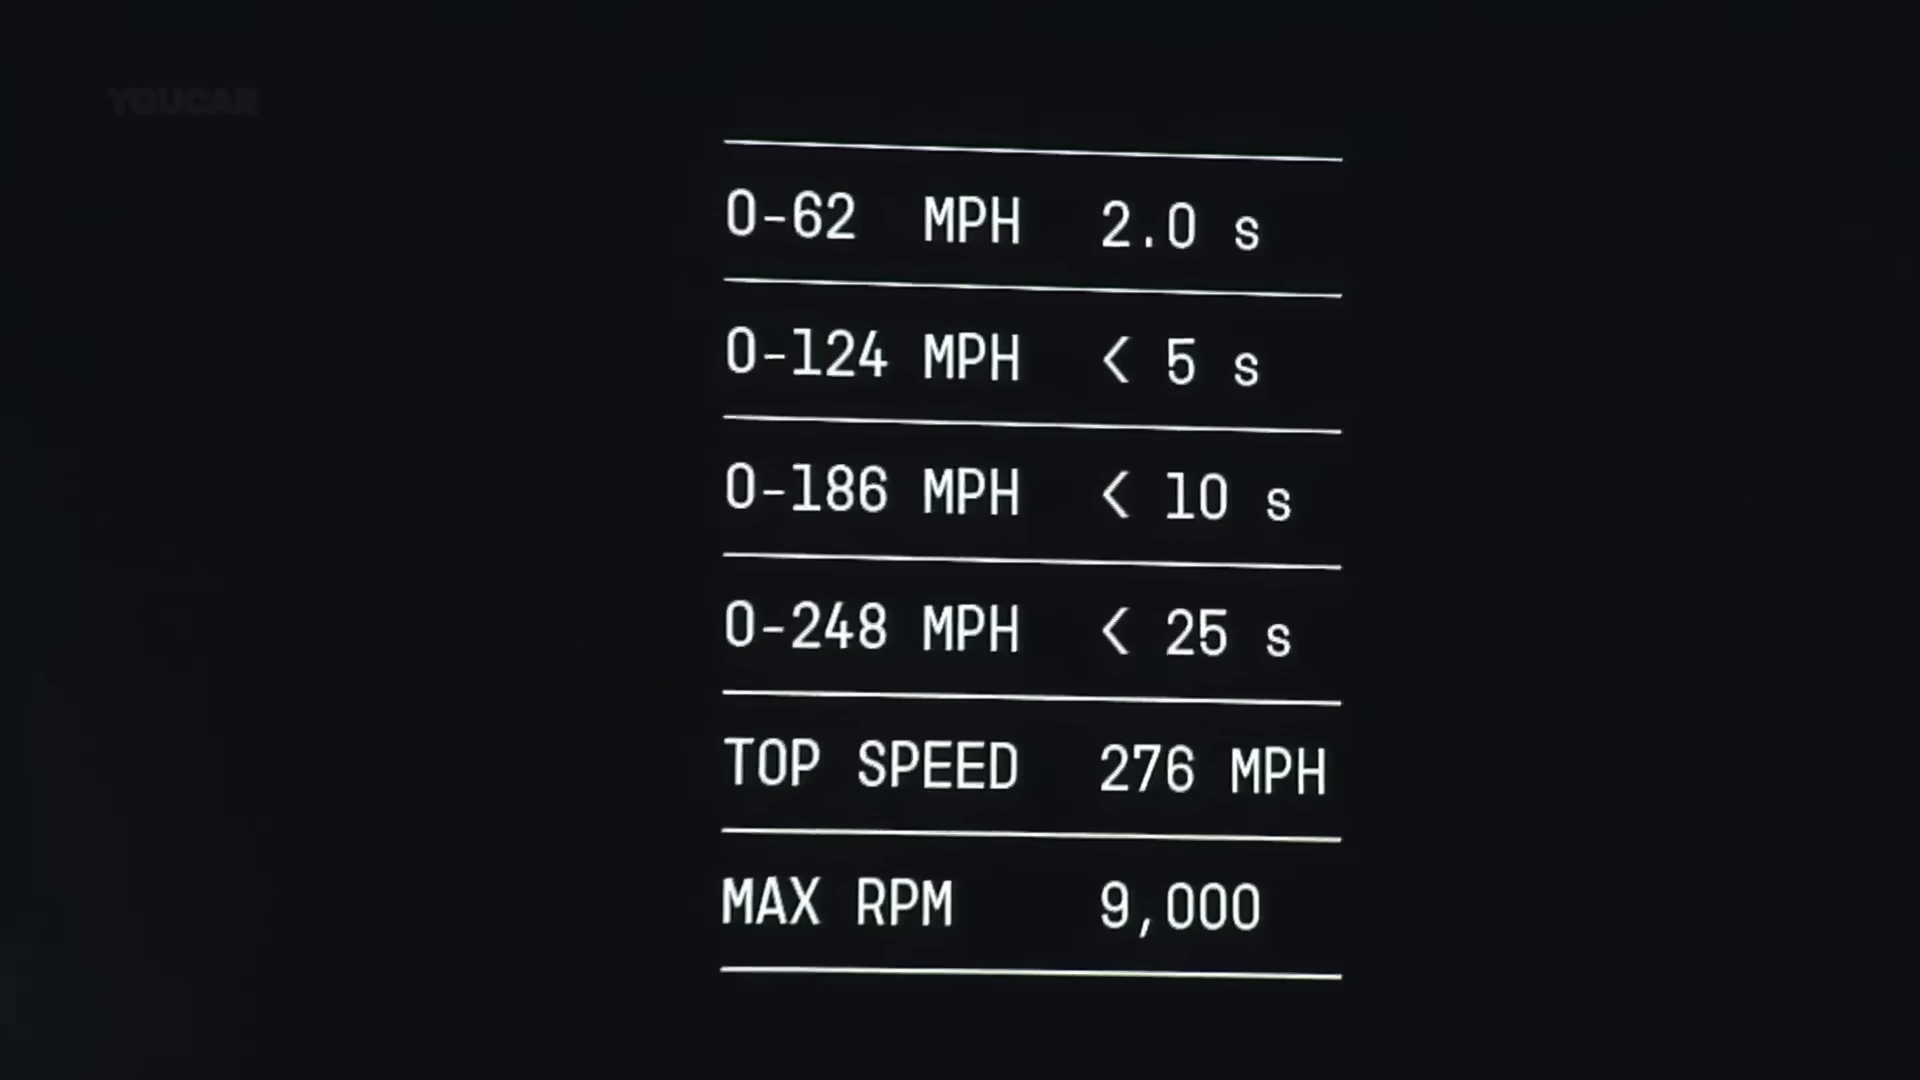 YOUCAR
0-62 MPH 2.0 s
0-124 MPH < 5 s
0-186 MPH < 10 s
0-248 MPH < 25 s
TOP SPEED 276 MPH
MAX RPM 9,000